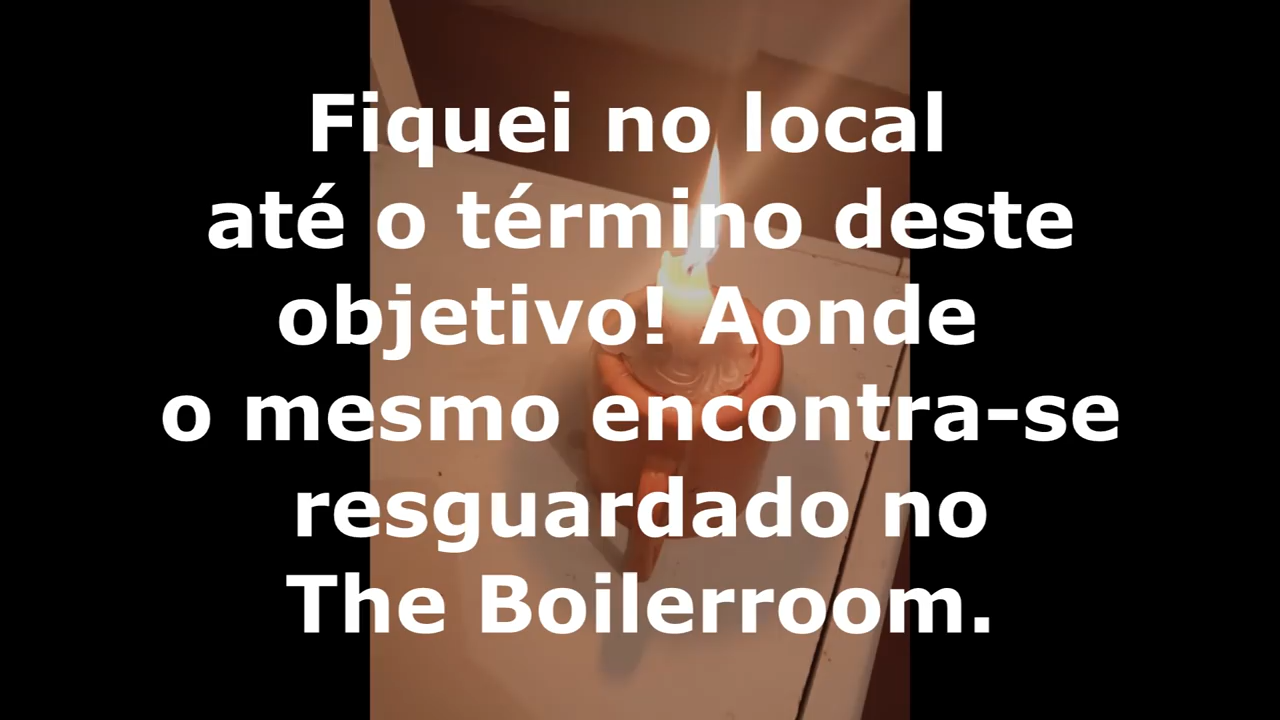 Fiquei no local
até o término deste
objetivo! Aonde
o mesmo encontra-se
resguardado no
The Boilerroom.